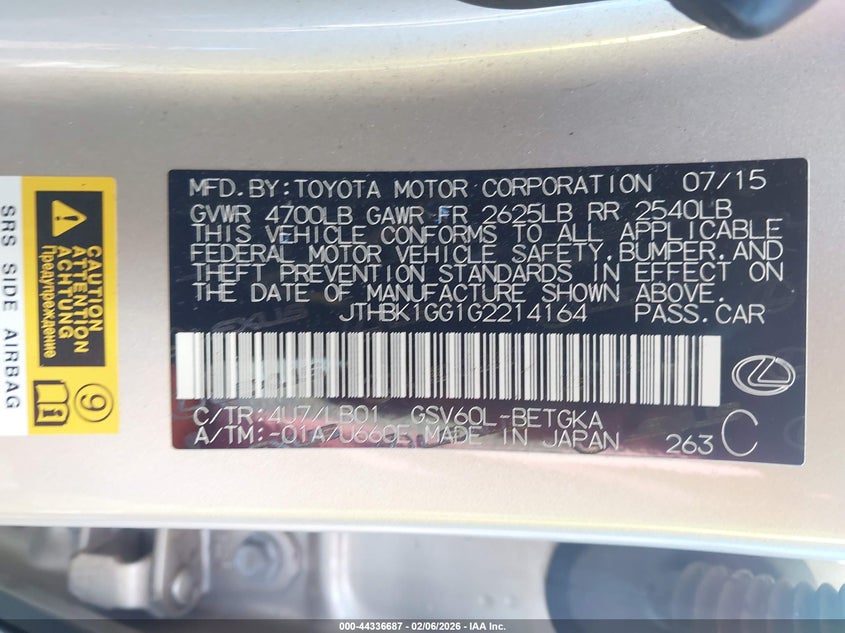 MFD.BY:TOYOTA MOTOR CORPORATION 07/15
GVWR 4700LB GAWR FR 2625LB RR 2540LB
THIS VEHICLE CONFORMS TO ALL APPLICABLE
FEDERAL MOTOR VEHICLE SAFETY,BUMPER,AND
THEFT PREVENTION STANDARDS IN EFFECT ON
THE DATE OF MANUFACTURE SHOWN ABOVE.
JTHBK1GG1G2214164 PASS.CAR
C/TR:4U7/LB01 GSV60L-BETGKA
A/TM:-01A/U660E MADE IN JAPAN 263 C
CAUTION
ATTENTION
ACHTUNG
Предупреждение
9
SRS SIDE AIRBAG
000-44336687 - 02/06/2026 - IAA Inc.